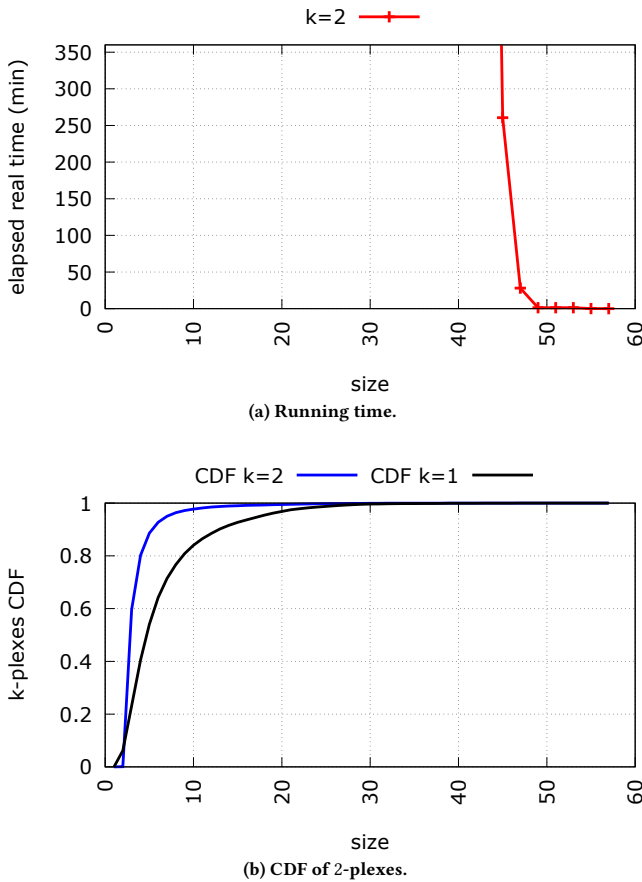 k=2
350
300
250
200
150
100
50
0
elapsed real time (min)
0 10 20 30 40 50 60
size
(a) Running time.
CDF k=2 CDF k=1
1
0.8
0.6
0.4
0.2
0
k-plexes CDF
0 10 20 30 40 50 60
size
(b) CDF of 2-plexes.